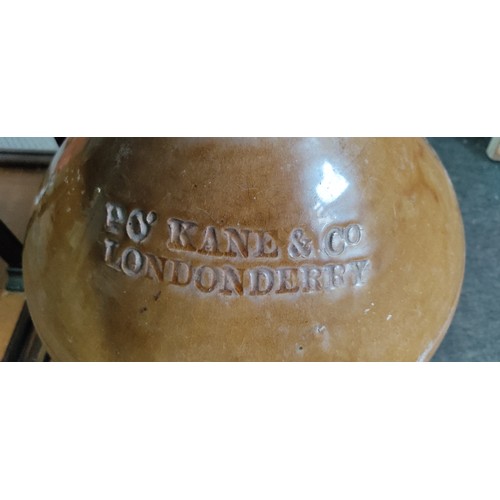 P. O' KANE & CO
LONDONDERRY